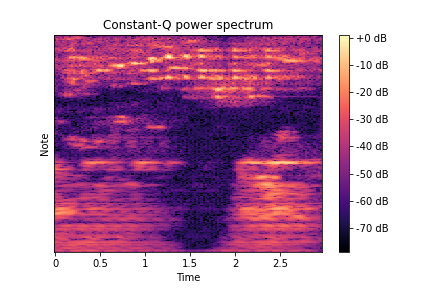 Constant-Q power spectrum
Note
0
0.5
1
1.5
2
2.5
Time
+0 dB
-10 dB
-20 dB
-30 dB
-40 dB
-50 dB
-60 dB
-70 dB